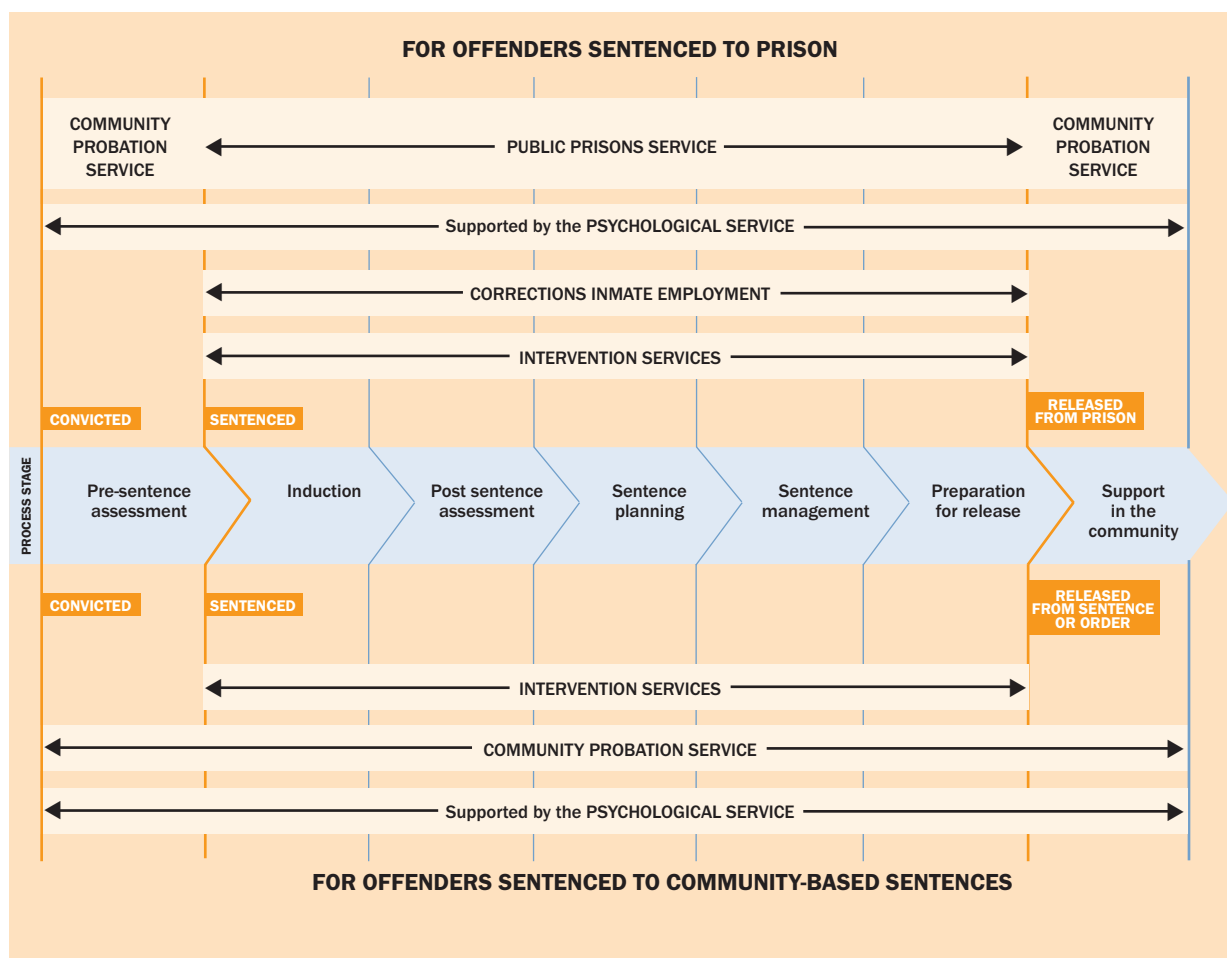 FOR OFFENDERS SENTENCED TO PRISON
COMMUNITY
PROBATION
SERVICE
PUBLIC PRISONS SERVICE
COMMUNITY
PROBATION
SERVICE
Supported by the PSYCHOLOGICAL SERVICE
CORRECTIONS INMATE EMPLOYMENT
INTERVENTION SERVICES
CONVICTED
SENTENCED
RELEASED
FROM PRISON
PROCESS STAGE
Pre-sentence
assessment
Induction
Post sentence
assessment
Sentence
planning
Sentence
management
Preparation
for release
Support
in the
community
CONVICTED
SENTENCED
RELEASED
FROM SENTENCE
OR ORDER
INTERVENTION SERVICES
COMMUNITY PROBATION SERVICE
Supported by the PSYCHOLOGICAL SERVICE
FOR OFFENDERS SENTENCED TO COMMUNITY-BASED SENTENCES